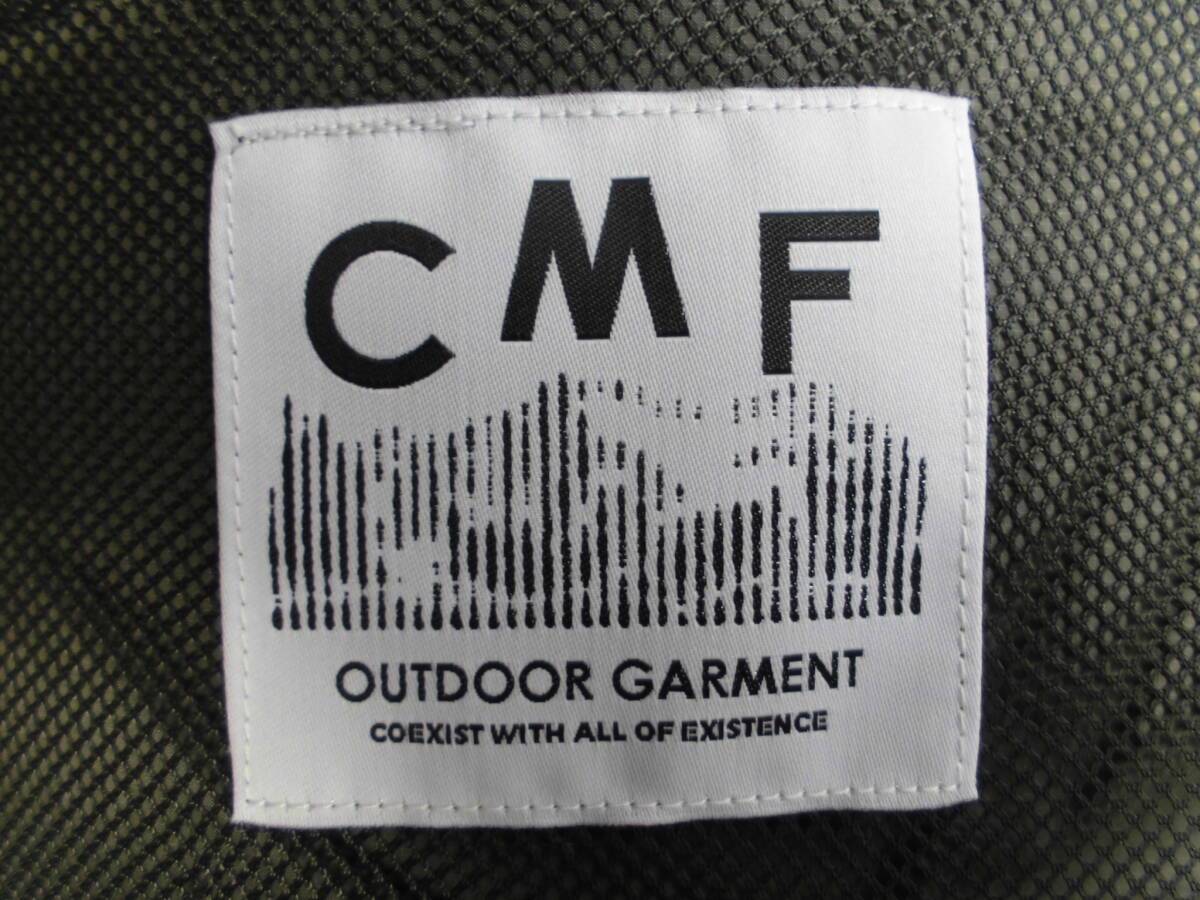 CMF
OUTDOOR GARMENT
COEXIST WITH ALL OF EXISTENCE